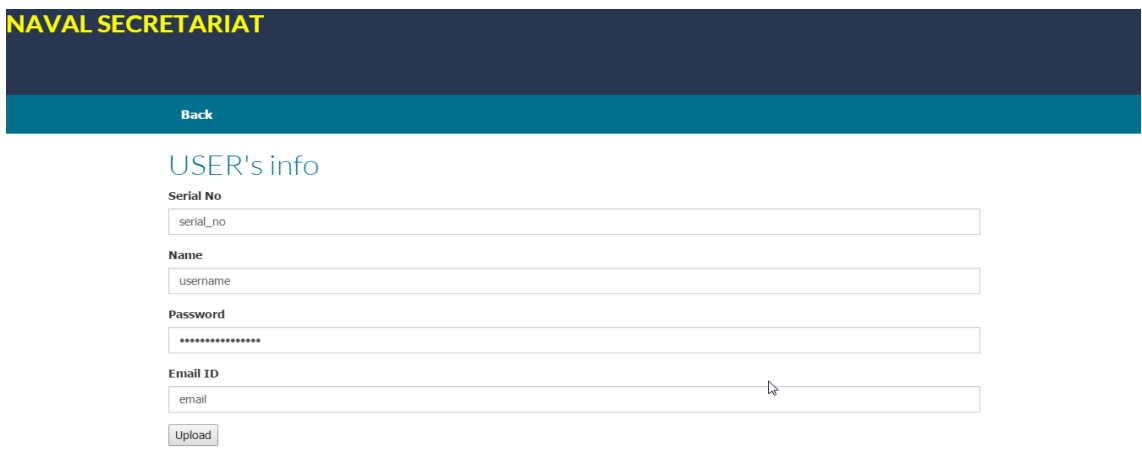 NAVAL SECRETARIAT
Back
USER's info
Serial No
serial_no
Name
username
Password
••••••••••••••••
Email ID
email
Upload